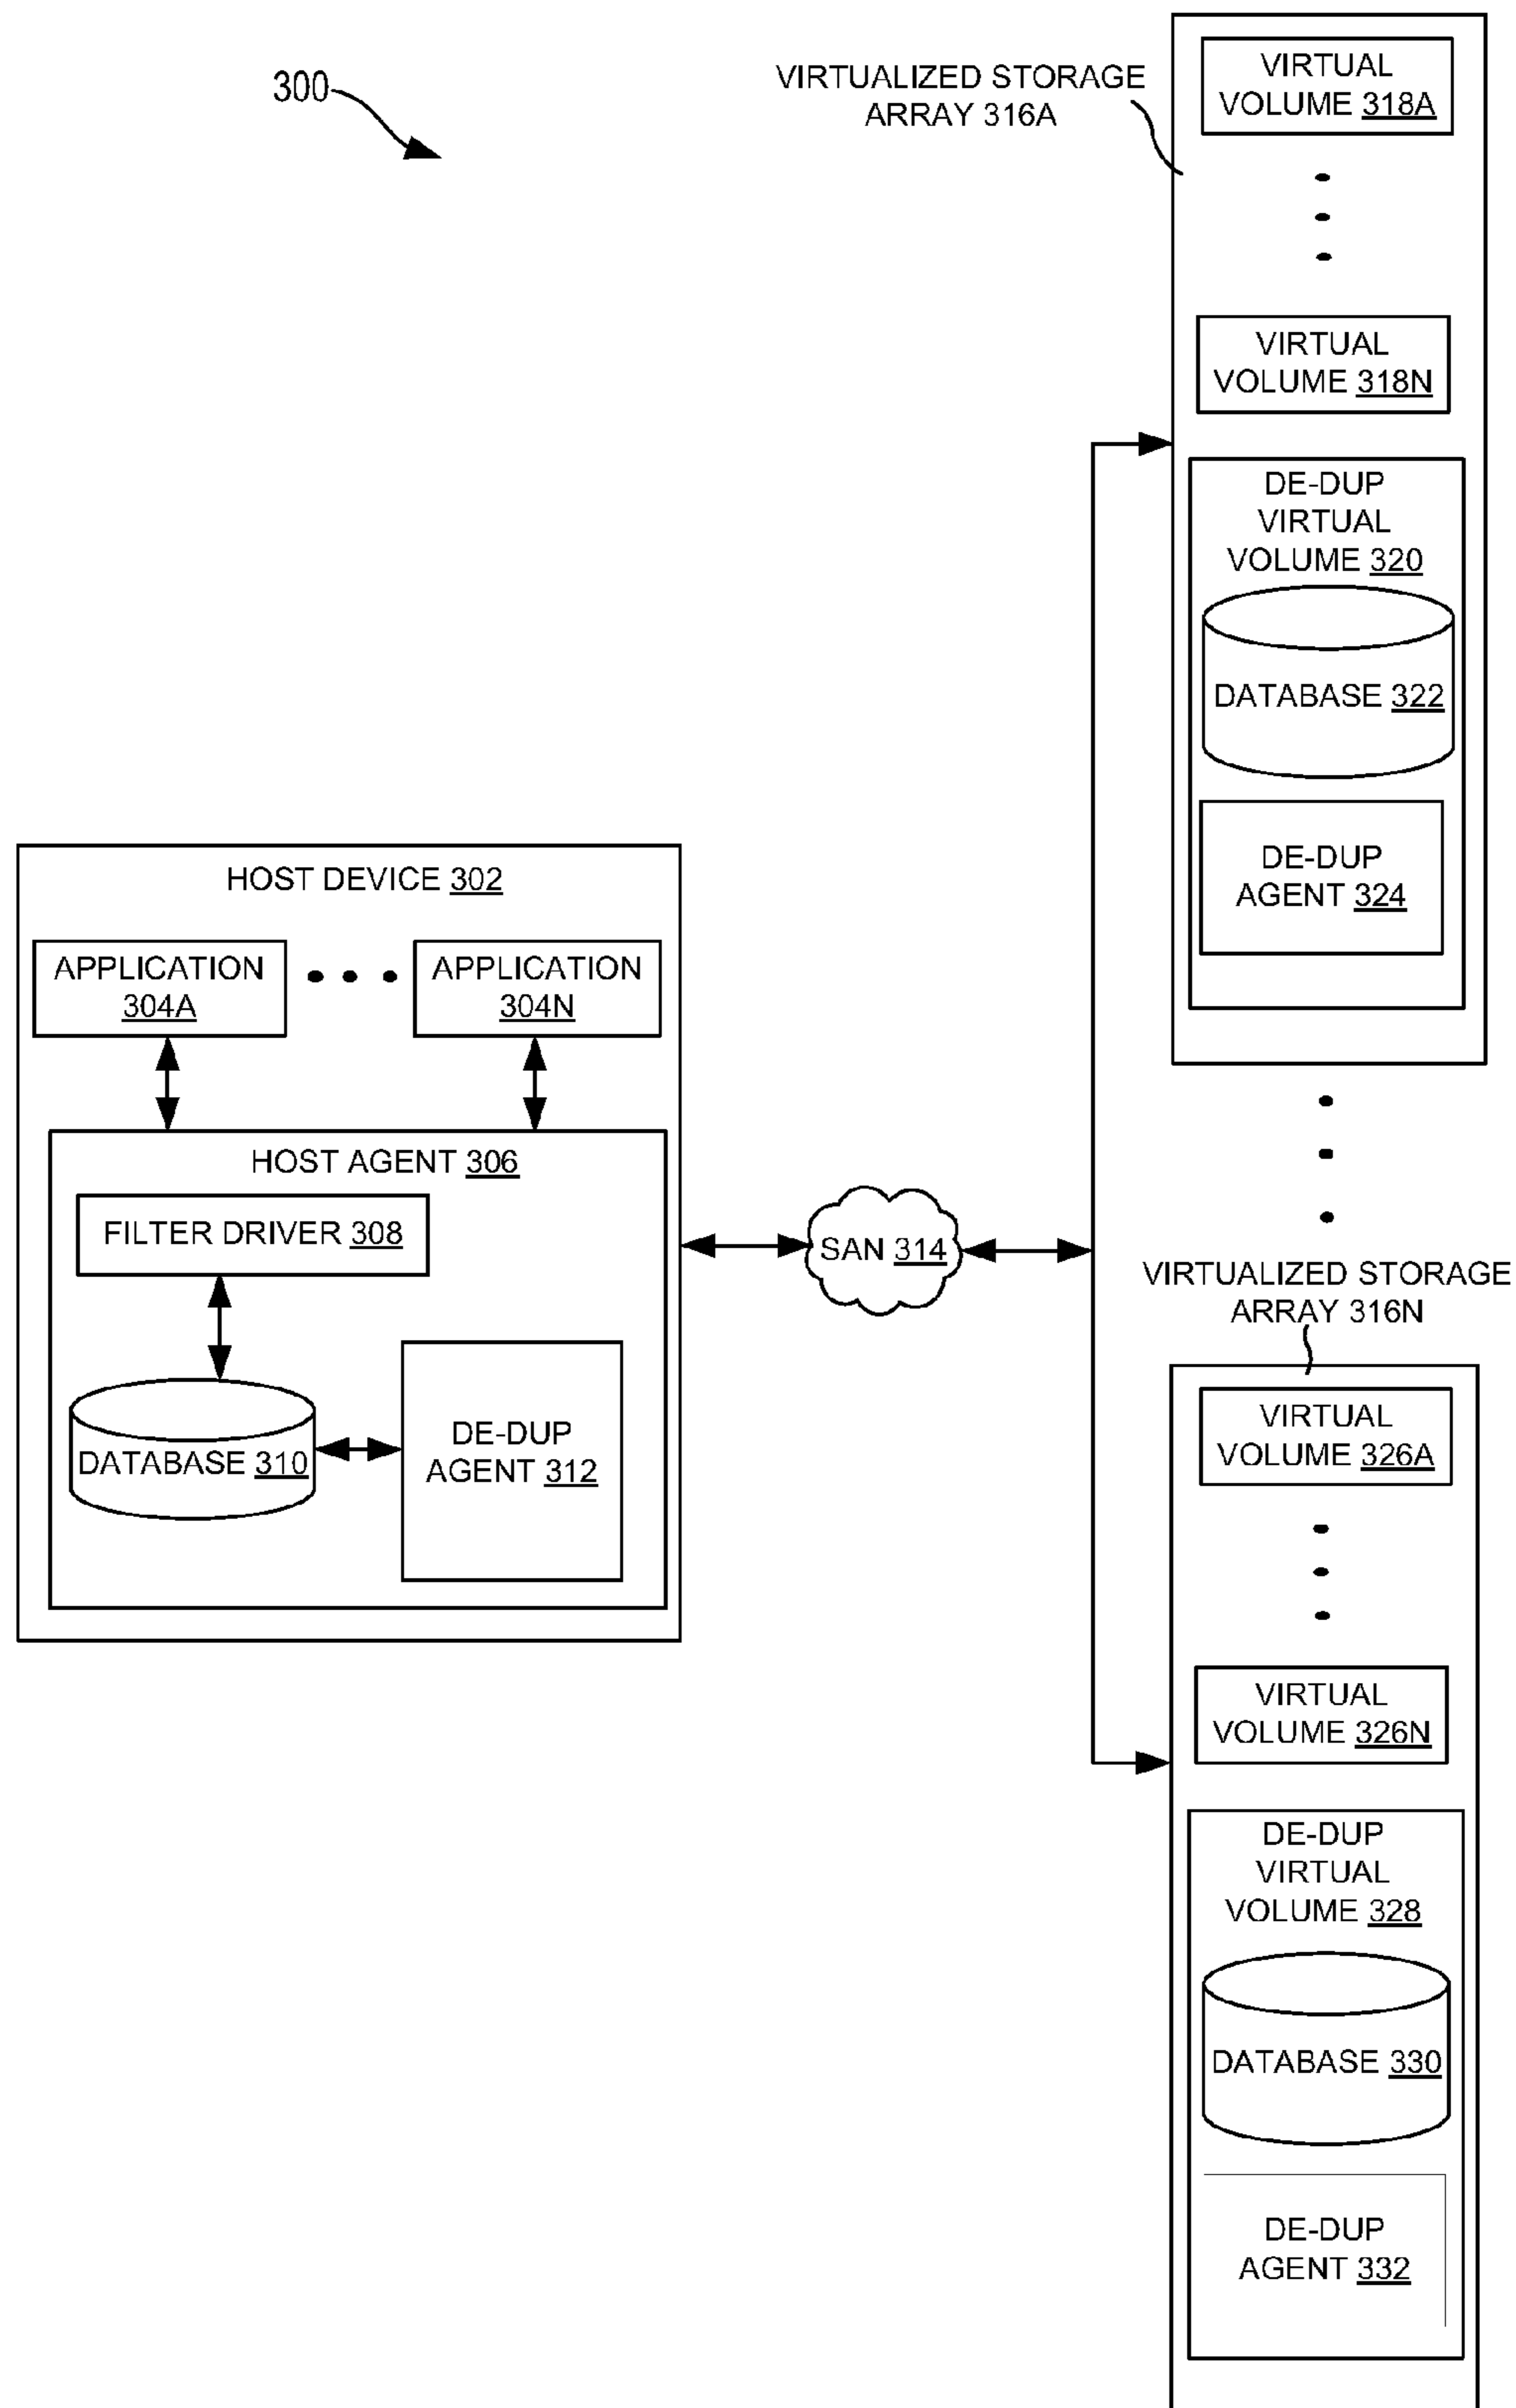 300
VIRTUALIZED STORAGE
ARRAY 316A
VIRTUAL
VOLUME 318A
VIRTUAL
VOLUME 318N
DE-DUP
VIRTUAL
VOLUME 320
DATABASE 322
DE-DUP
AGENT 324
HOST DEVICE 302
APPLICATION
304A
APPLICATION
304N
HOST AGENT 306
FILTER DRIVER 308
DATABASE 310
DE-DUP
AGENT 312
SAN 314
VIRTUALIZED STORAGE
ARRAY 316N
VIRTUAL
VOLUME 326A
VIRTUAL
VOLUME 326N
DE-DUP
VIRTUAL
VOLUME 328
DATABASE 330
DE-DUP
AGENT 332